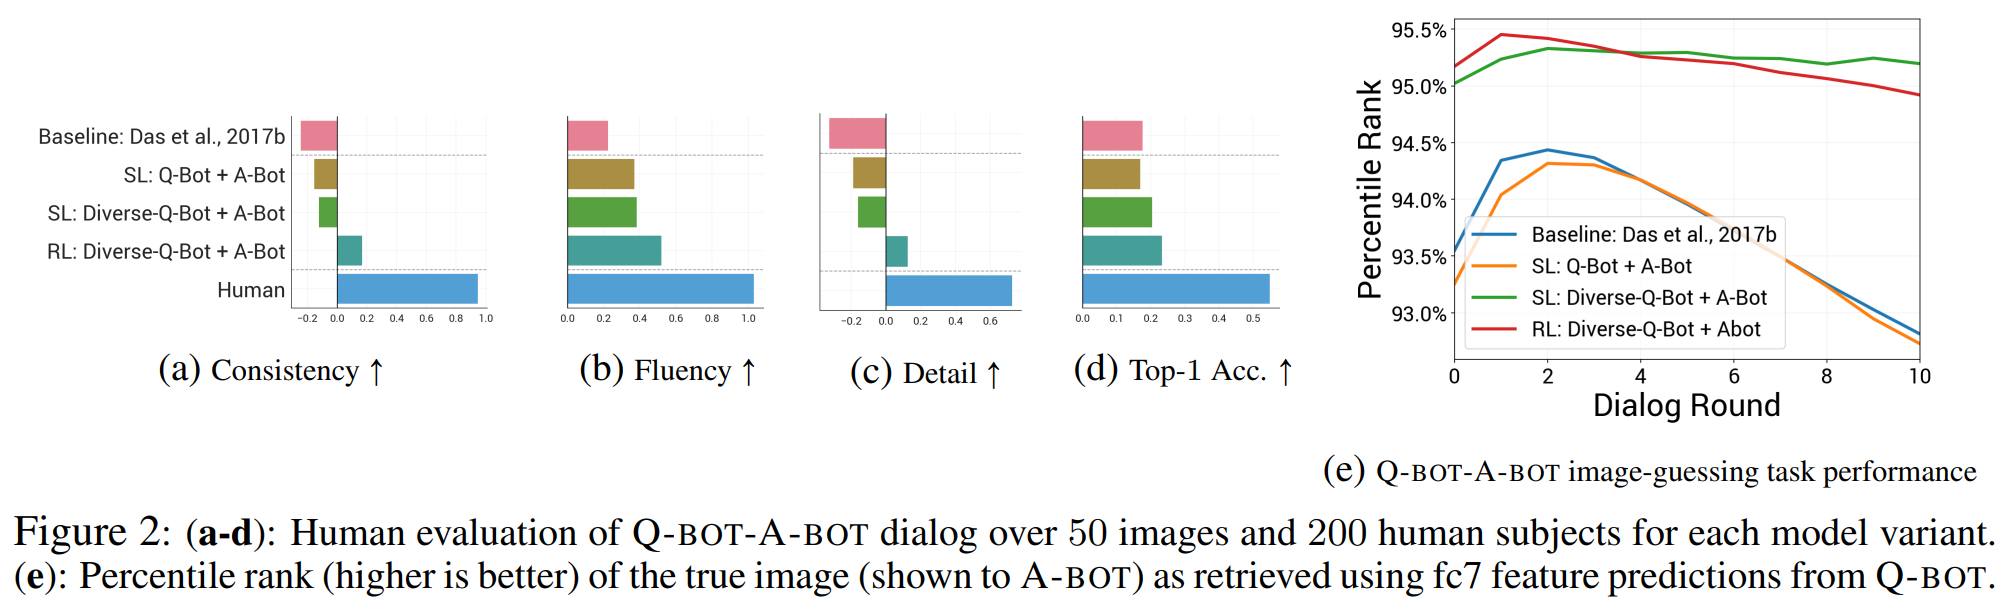 Baseline: Das et al., 2017b
SL: Q-Bot + A-Bot
SL: Diverse-Q-Bot + A-Bot
RL: Diverse-Q-Bot + A-Bot
Human
−0.2 0.0 0.2 0.4 0.6 0.8 1.0
(a) Consistency ↑
0.0 0.2 0.4 0.6 0.8 1.0
(b) Fluency ↑
−0.2 0.0 0.2 0.4 0.6
(c) Detail ↑
0.0 0.1 0.2 0.3 0.4 0.5
(d) Top-1 Acc. ↑
Percentile Rank
95.5%
95.0%
94.5%
94.0%
93.5%
93.0%
Baseline: Das et al., 2017b
SL: Q-Bot + A-Bot
SL: Diverse-Q-Bot + A-Bot
RL: Diverse-Q-Bot + Abot
0 2 4 6 8 10
Dialog Round
(e) Q-BOT-A-BOT image-guessing task performance
Figure 2: (a-d): Human evaluation of Q-BOT-A-BOT dialog over 50 images and 200 human subjects for each model variant.
(e): Percentile rank (higher is better) of the true image (shown to A-BOT) as retrieved using fc7 feature predictions from Q-BOT.